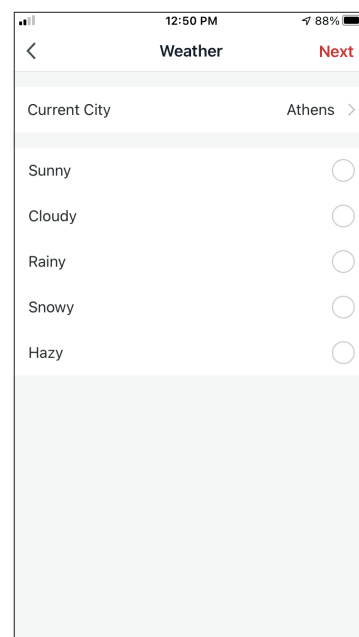 12:50 PM 88%
Weather Next
Current City Athens
Sunny
Cloudy
Rainy
Snowy
Hazy